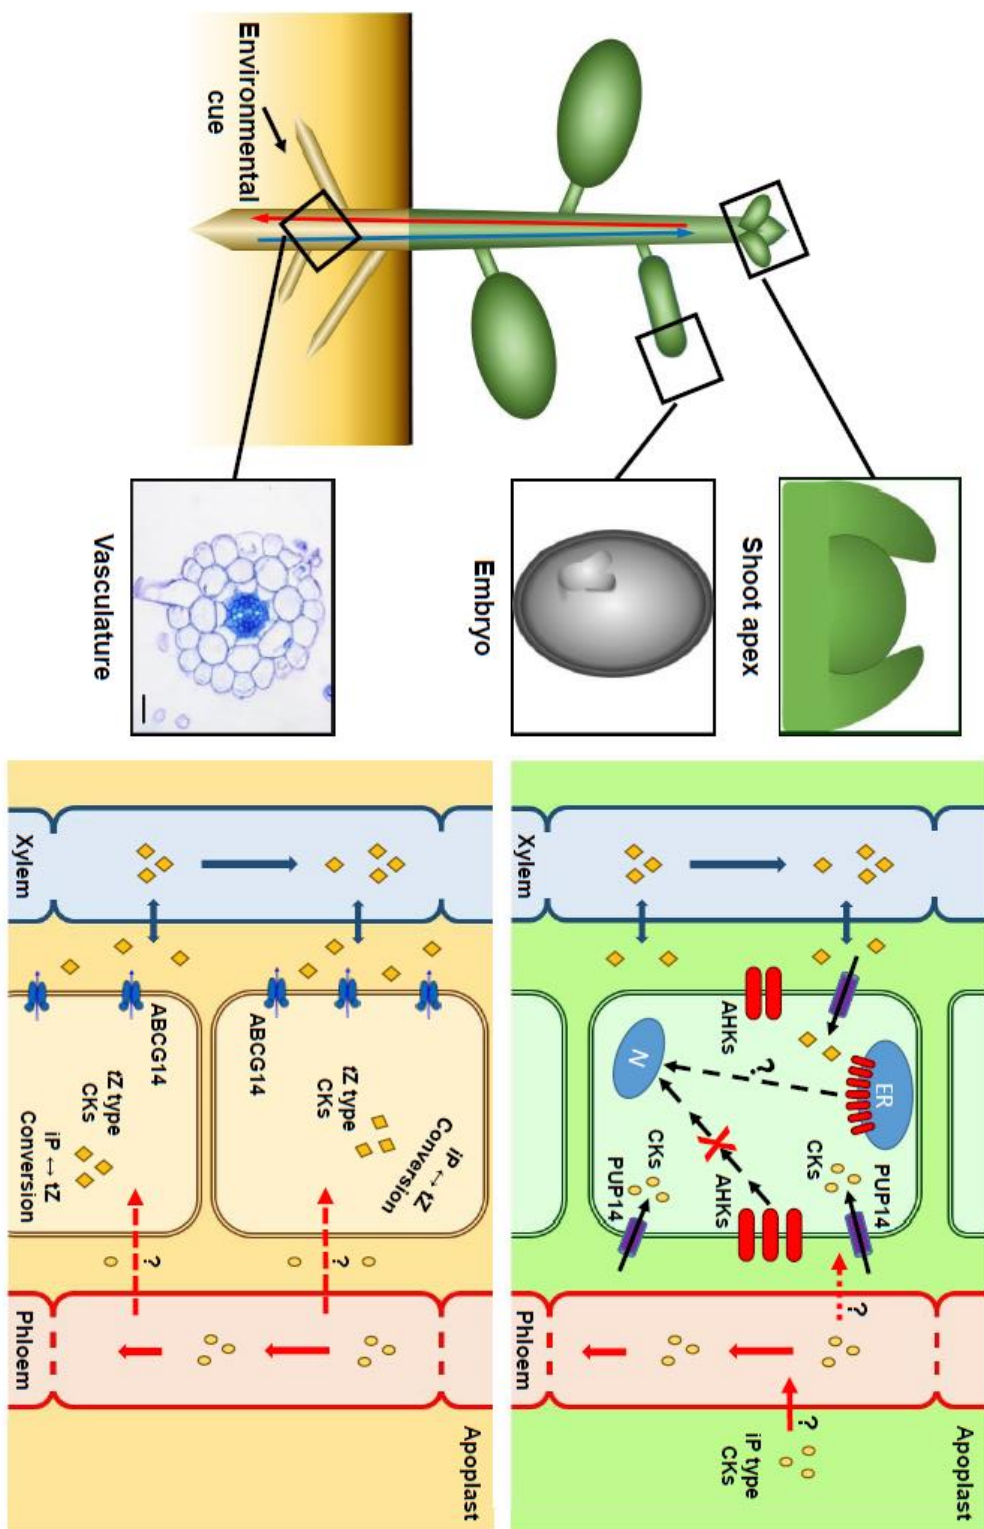 Environmental
cue
Shoot apex
Embryo
Vasculature
Apoplast
iP type
CKs
?
Phloem
?
PUP14
CKs
ER
AHKs
CKs
PUP14
?
N
AHKs
Xylem
Apoplast
Phloem
?
?
iP ↔ tZ
Conversion
tZ type
CKs
ABCG14
iP ↔ tZ
Conversion
tZ type
CKs
ABCG14
Xylem